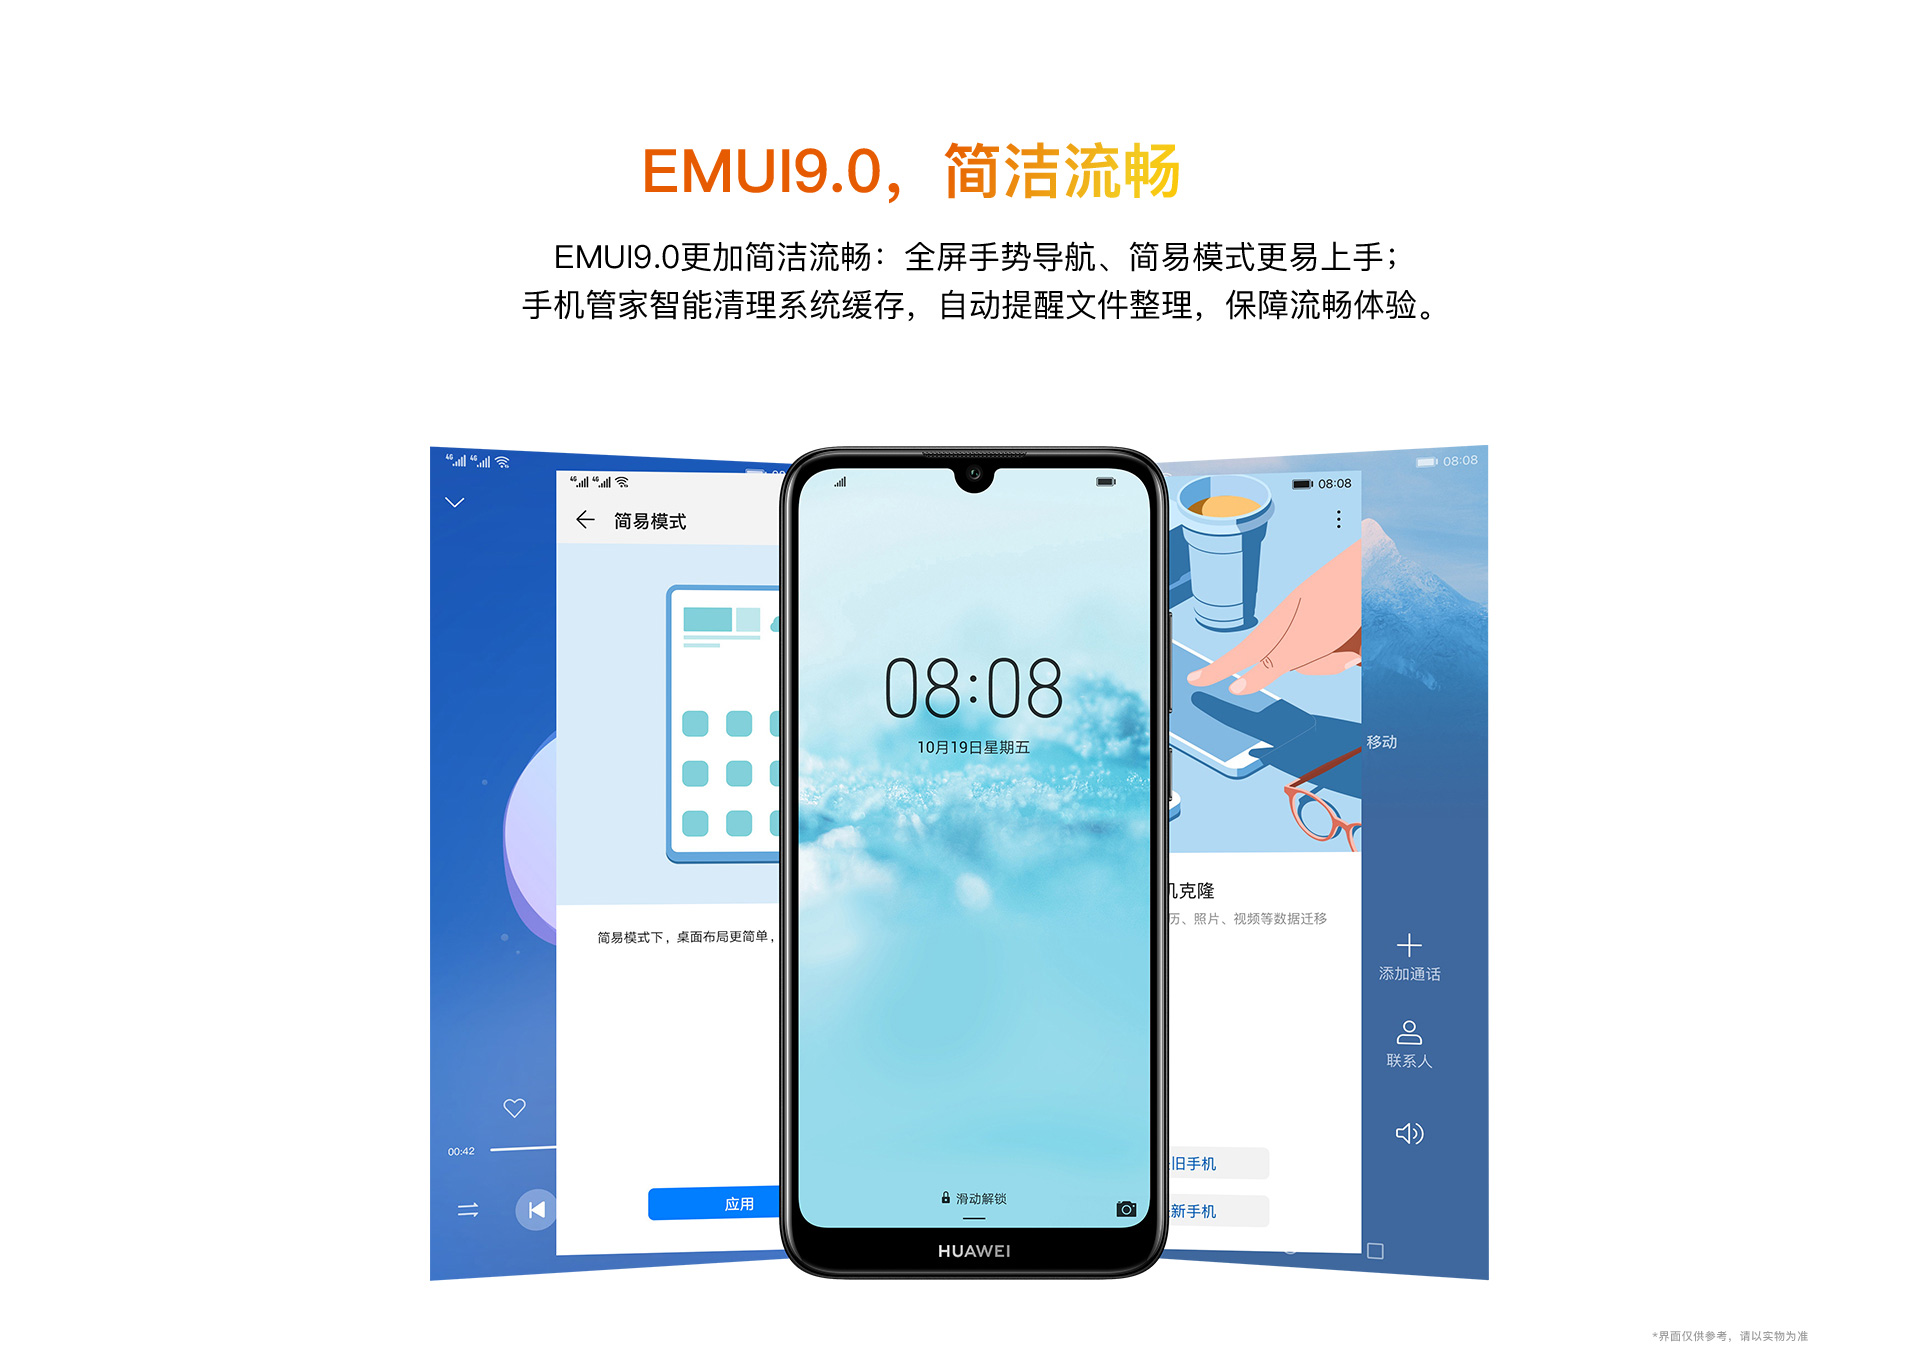 EMUI9.0，简洁流畅
EMUI9.0更加简洁流畅：全屏手势导航、简易模式更易上手；
手机管家智能清理系统缓存，自动提醒文件整理，保障流畅体验。
4G 4G
08:08
4G 4G
08:08
简易模式
08:08
10月19日星期五
移动
克隆
历、照片、视频等数据迁移
简易模式下，桌面布局更简单，
添加通话
联系人
00:42
旧手机
应用
滑动解锁
新手机
HUAWEI
*界面仅供参考，请以实物为准